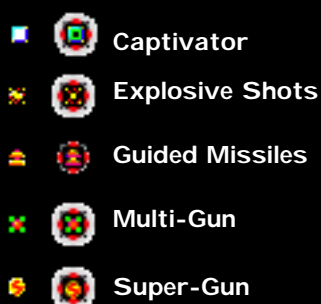 Captivator
Explosive Shots
Guided Missiles
Multi-Gun
Super-Gun